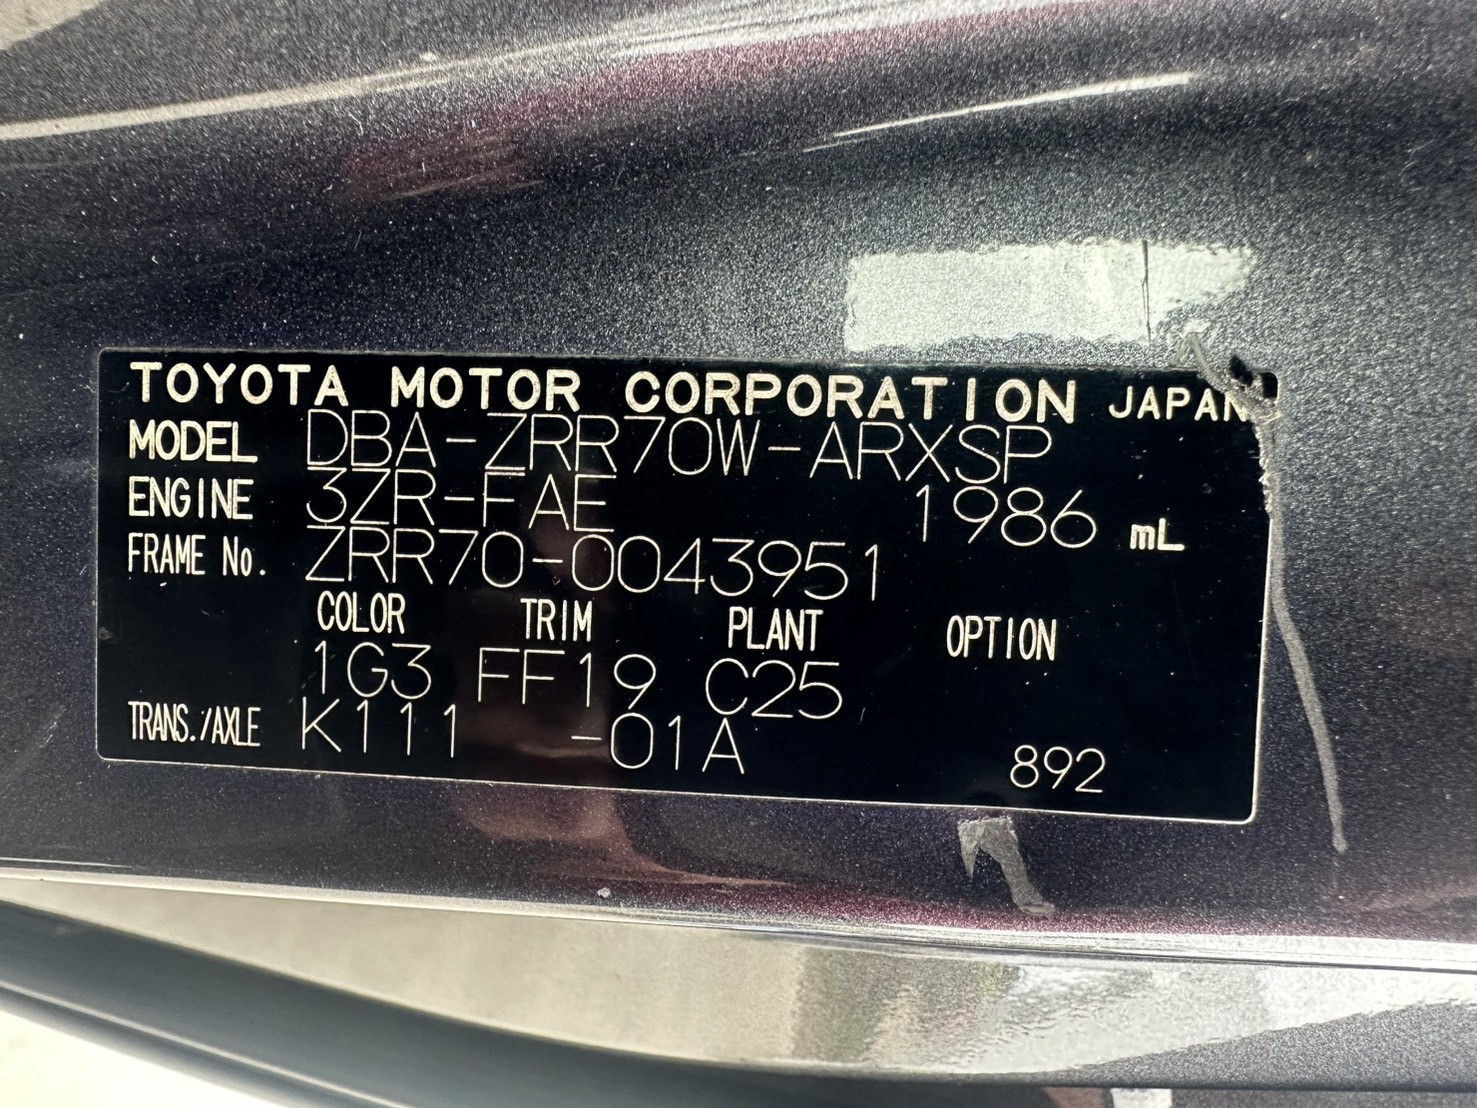 TOYOTA MOTOR CORPORATION JAPAN
MODEL DBA-ZRR70W-ARXSP
ENGINE 3ZR-FAE 1986 mL
FRAME No. ZRR70-0043951
COLOR TRIM PLANT OPTION
1G3 FF19 C25
TRANS./AXLE K111 -01A 892